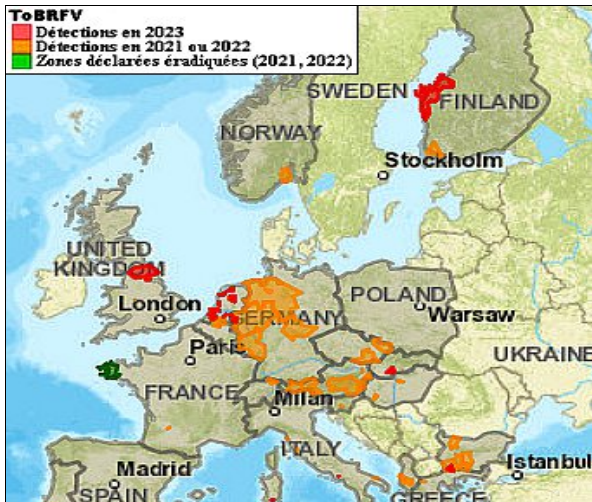 ToBRFV
Détections en 2023
Détections en 2021 ou 2022
Zones déclarées éradiquées (2021, 2022)
SWEDEN
FINLAND
NORWAY
Stockholm
UNITED
KINGDOM
London
GERMANY
POLAND
Warsaw
Paris
UKRAINE
FRANCE
Milan
ITALY
Istanbul
Madrid
SPAIN
GREECE